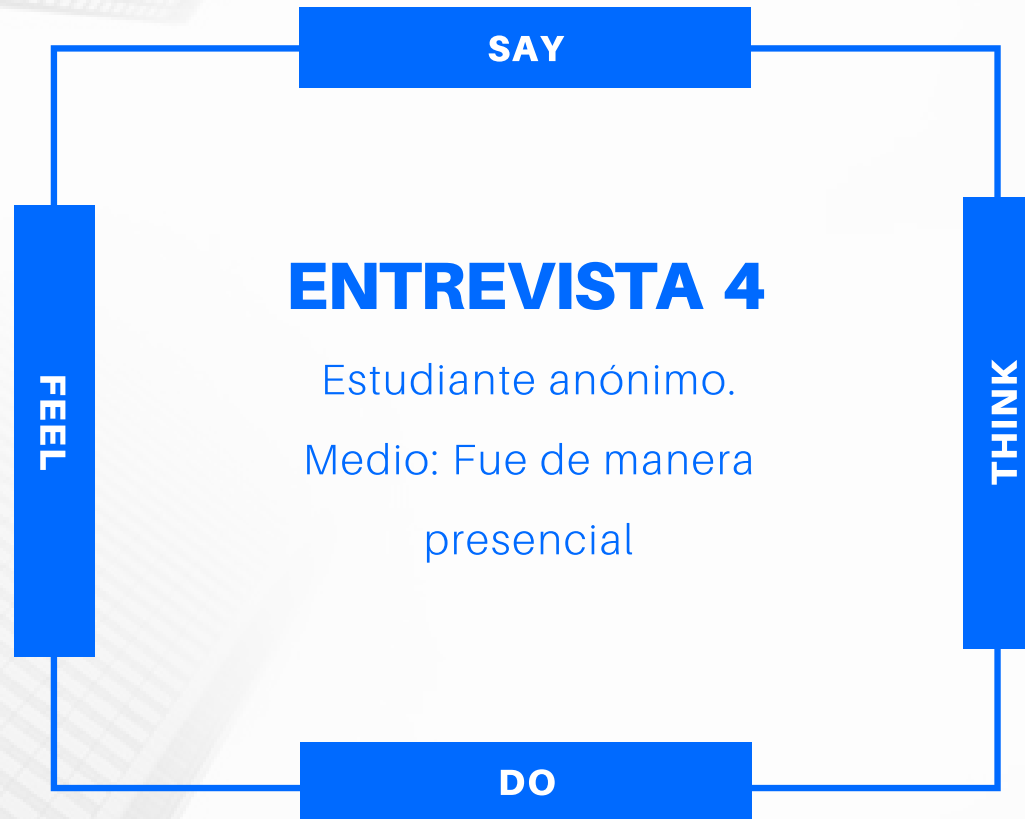 SAY
FEEL
ENTREVISTA 4
Estudiante anónimo.
Medio: Fue de manera
presencial
THINK
DO